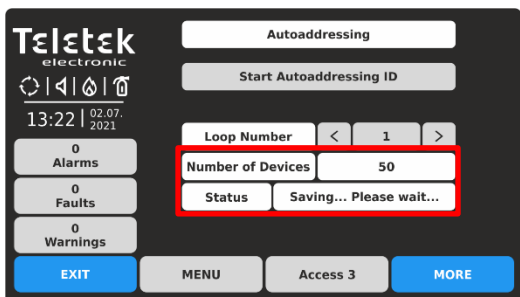 Teletek
electronic
13:22 02.07.
2021
0
Alarms
0
Faults
0
Warnings
Autoaddressing
Start Autoaddressing ID
Loop Number < 1 >
Number of Devices 50
Status Saving... Please wait...
EXIT MENU Access 3 MORE